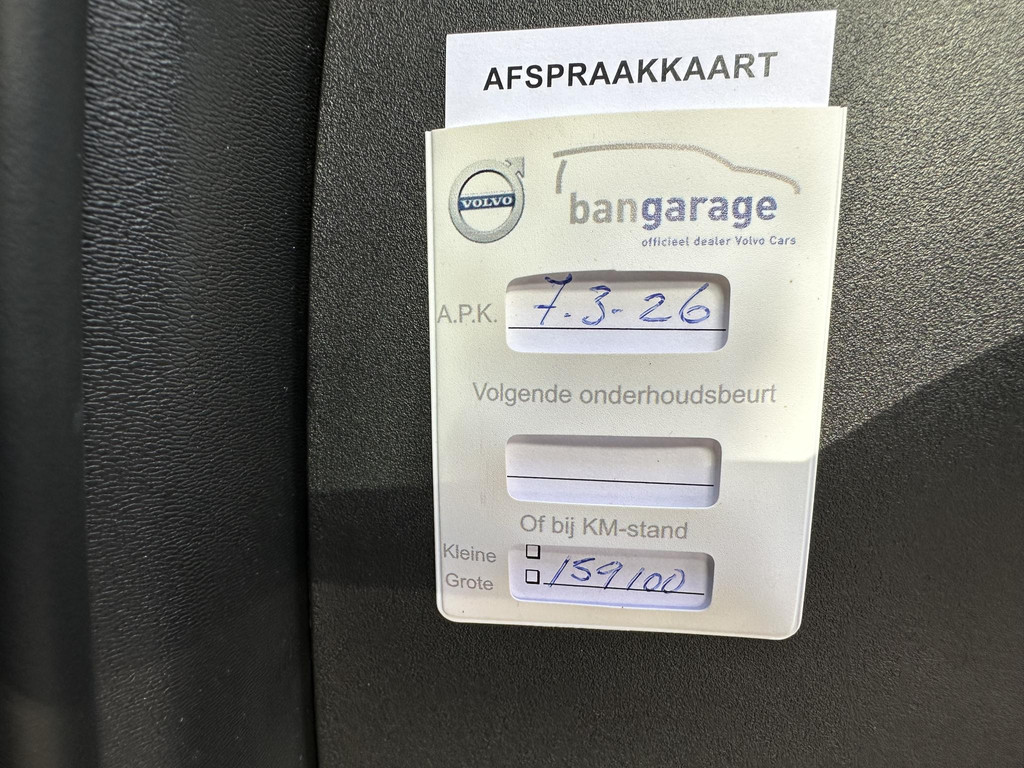 AFSPRAAKKAART
VOLVO
bangarage
officieel dealer Volvo Cars
A.P.K. 7.3-26
Volgende onderhoudsbeurt
Of bij KM-stand
Kleine
Grote 159100